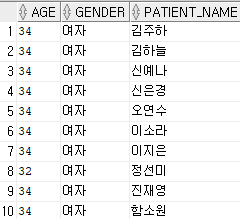 AGE GENDER PATIENT_NAME
1 34 여자 김주하
2 34 여자 김하늘
3 34 여자 신예나
4 34 여자 신은경
5 34 여자 오연수
6 34 여자 이소라
7 34 여자 이지은
8 32 여자 정선미
9 34 여자 진재영
10 34 여자 함소원